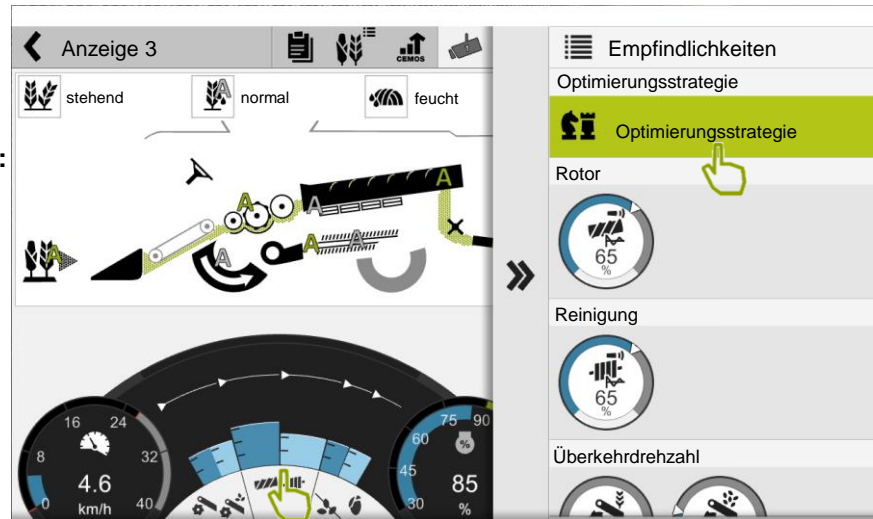 Anzeige 3
CEMOS
Empfindlichkeiten
Optimierungsstrategie
stehend
A
normal
feucht
Optimierungsstrategie
:
Rotor
A
A
A
A
A
A
A
A
65
%
Reinigung
65
%
Überkehrdrehzahl
8
16
24
32
40
0
4.6
km/h
30
45
60
75
90
%
85
%